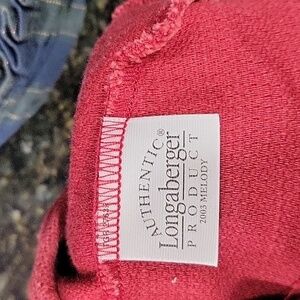 AUTHENTIC®
Longaberger
PRODUCT
2003 MELODY